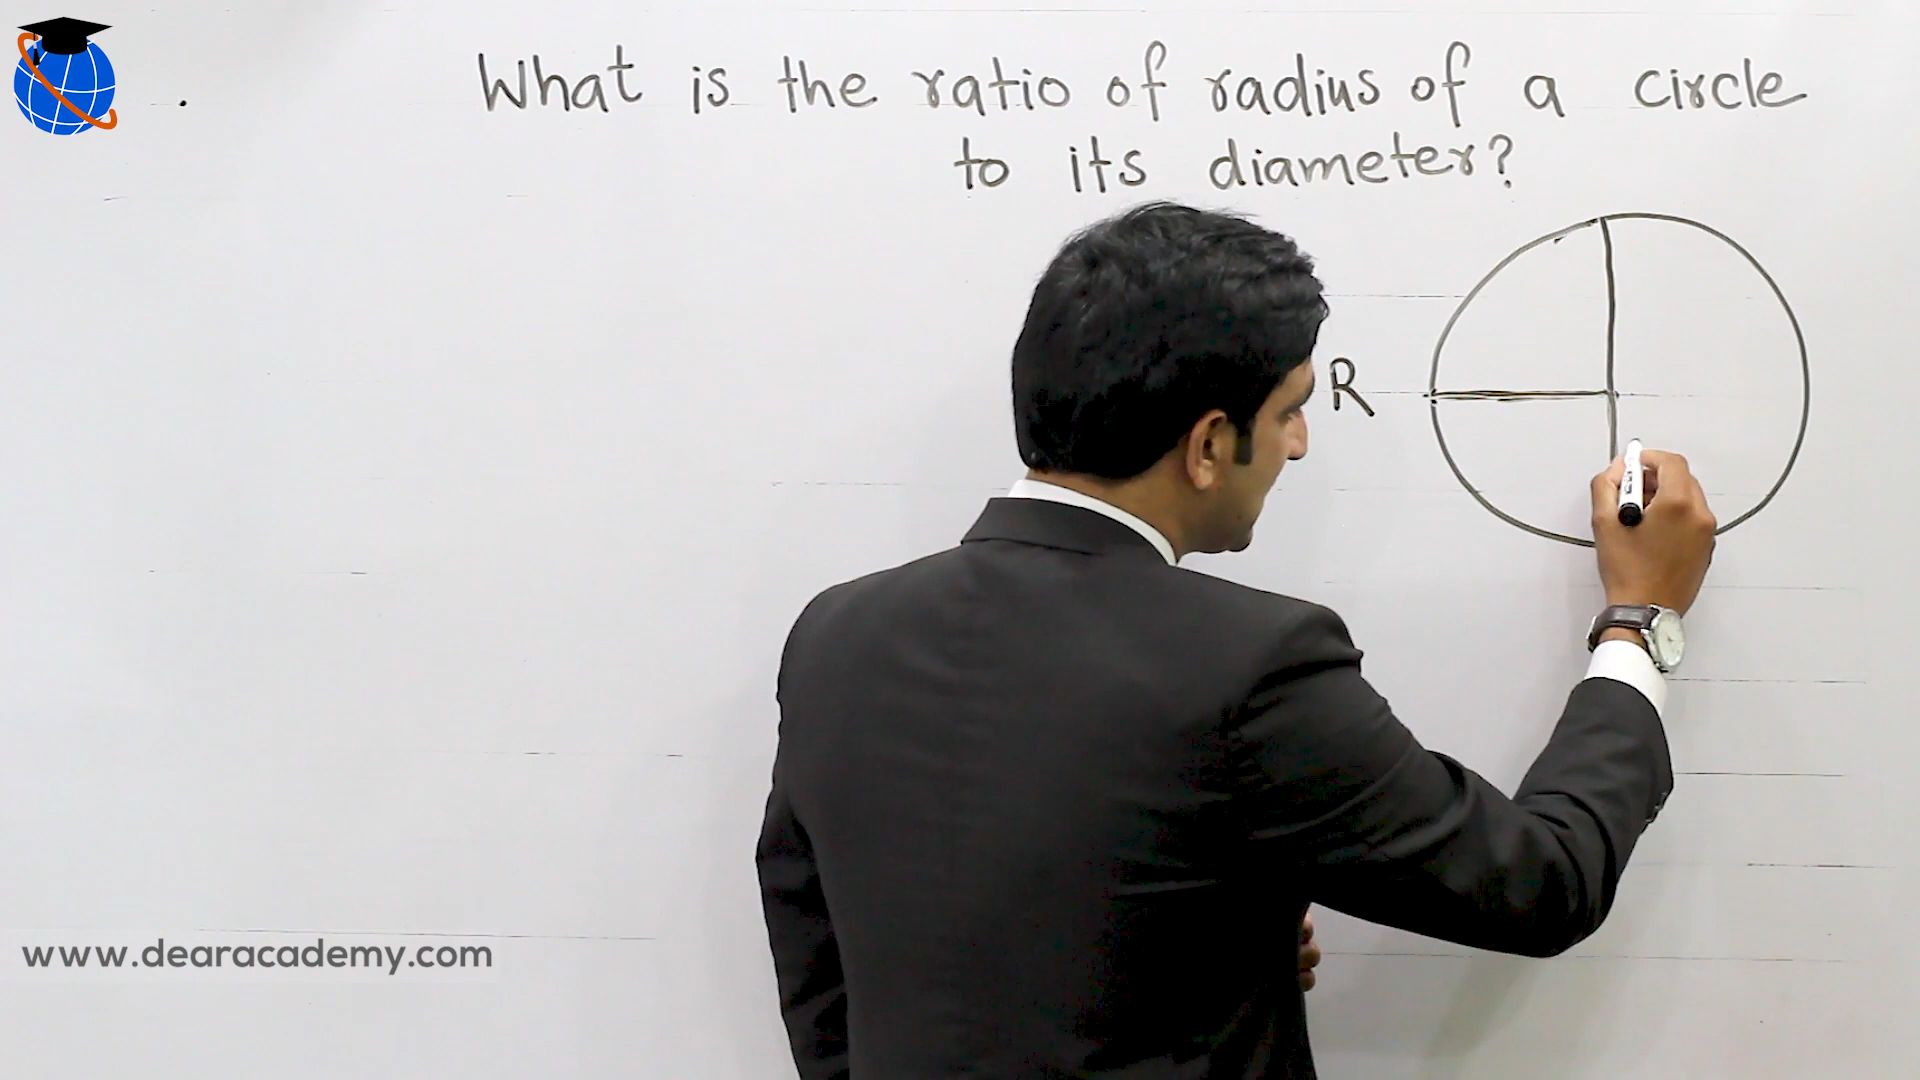 What is the ratio of radius of a circle
to its diameter?
R
www.dearacademy.com